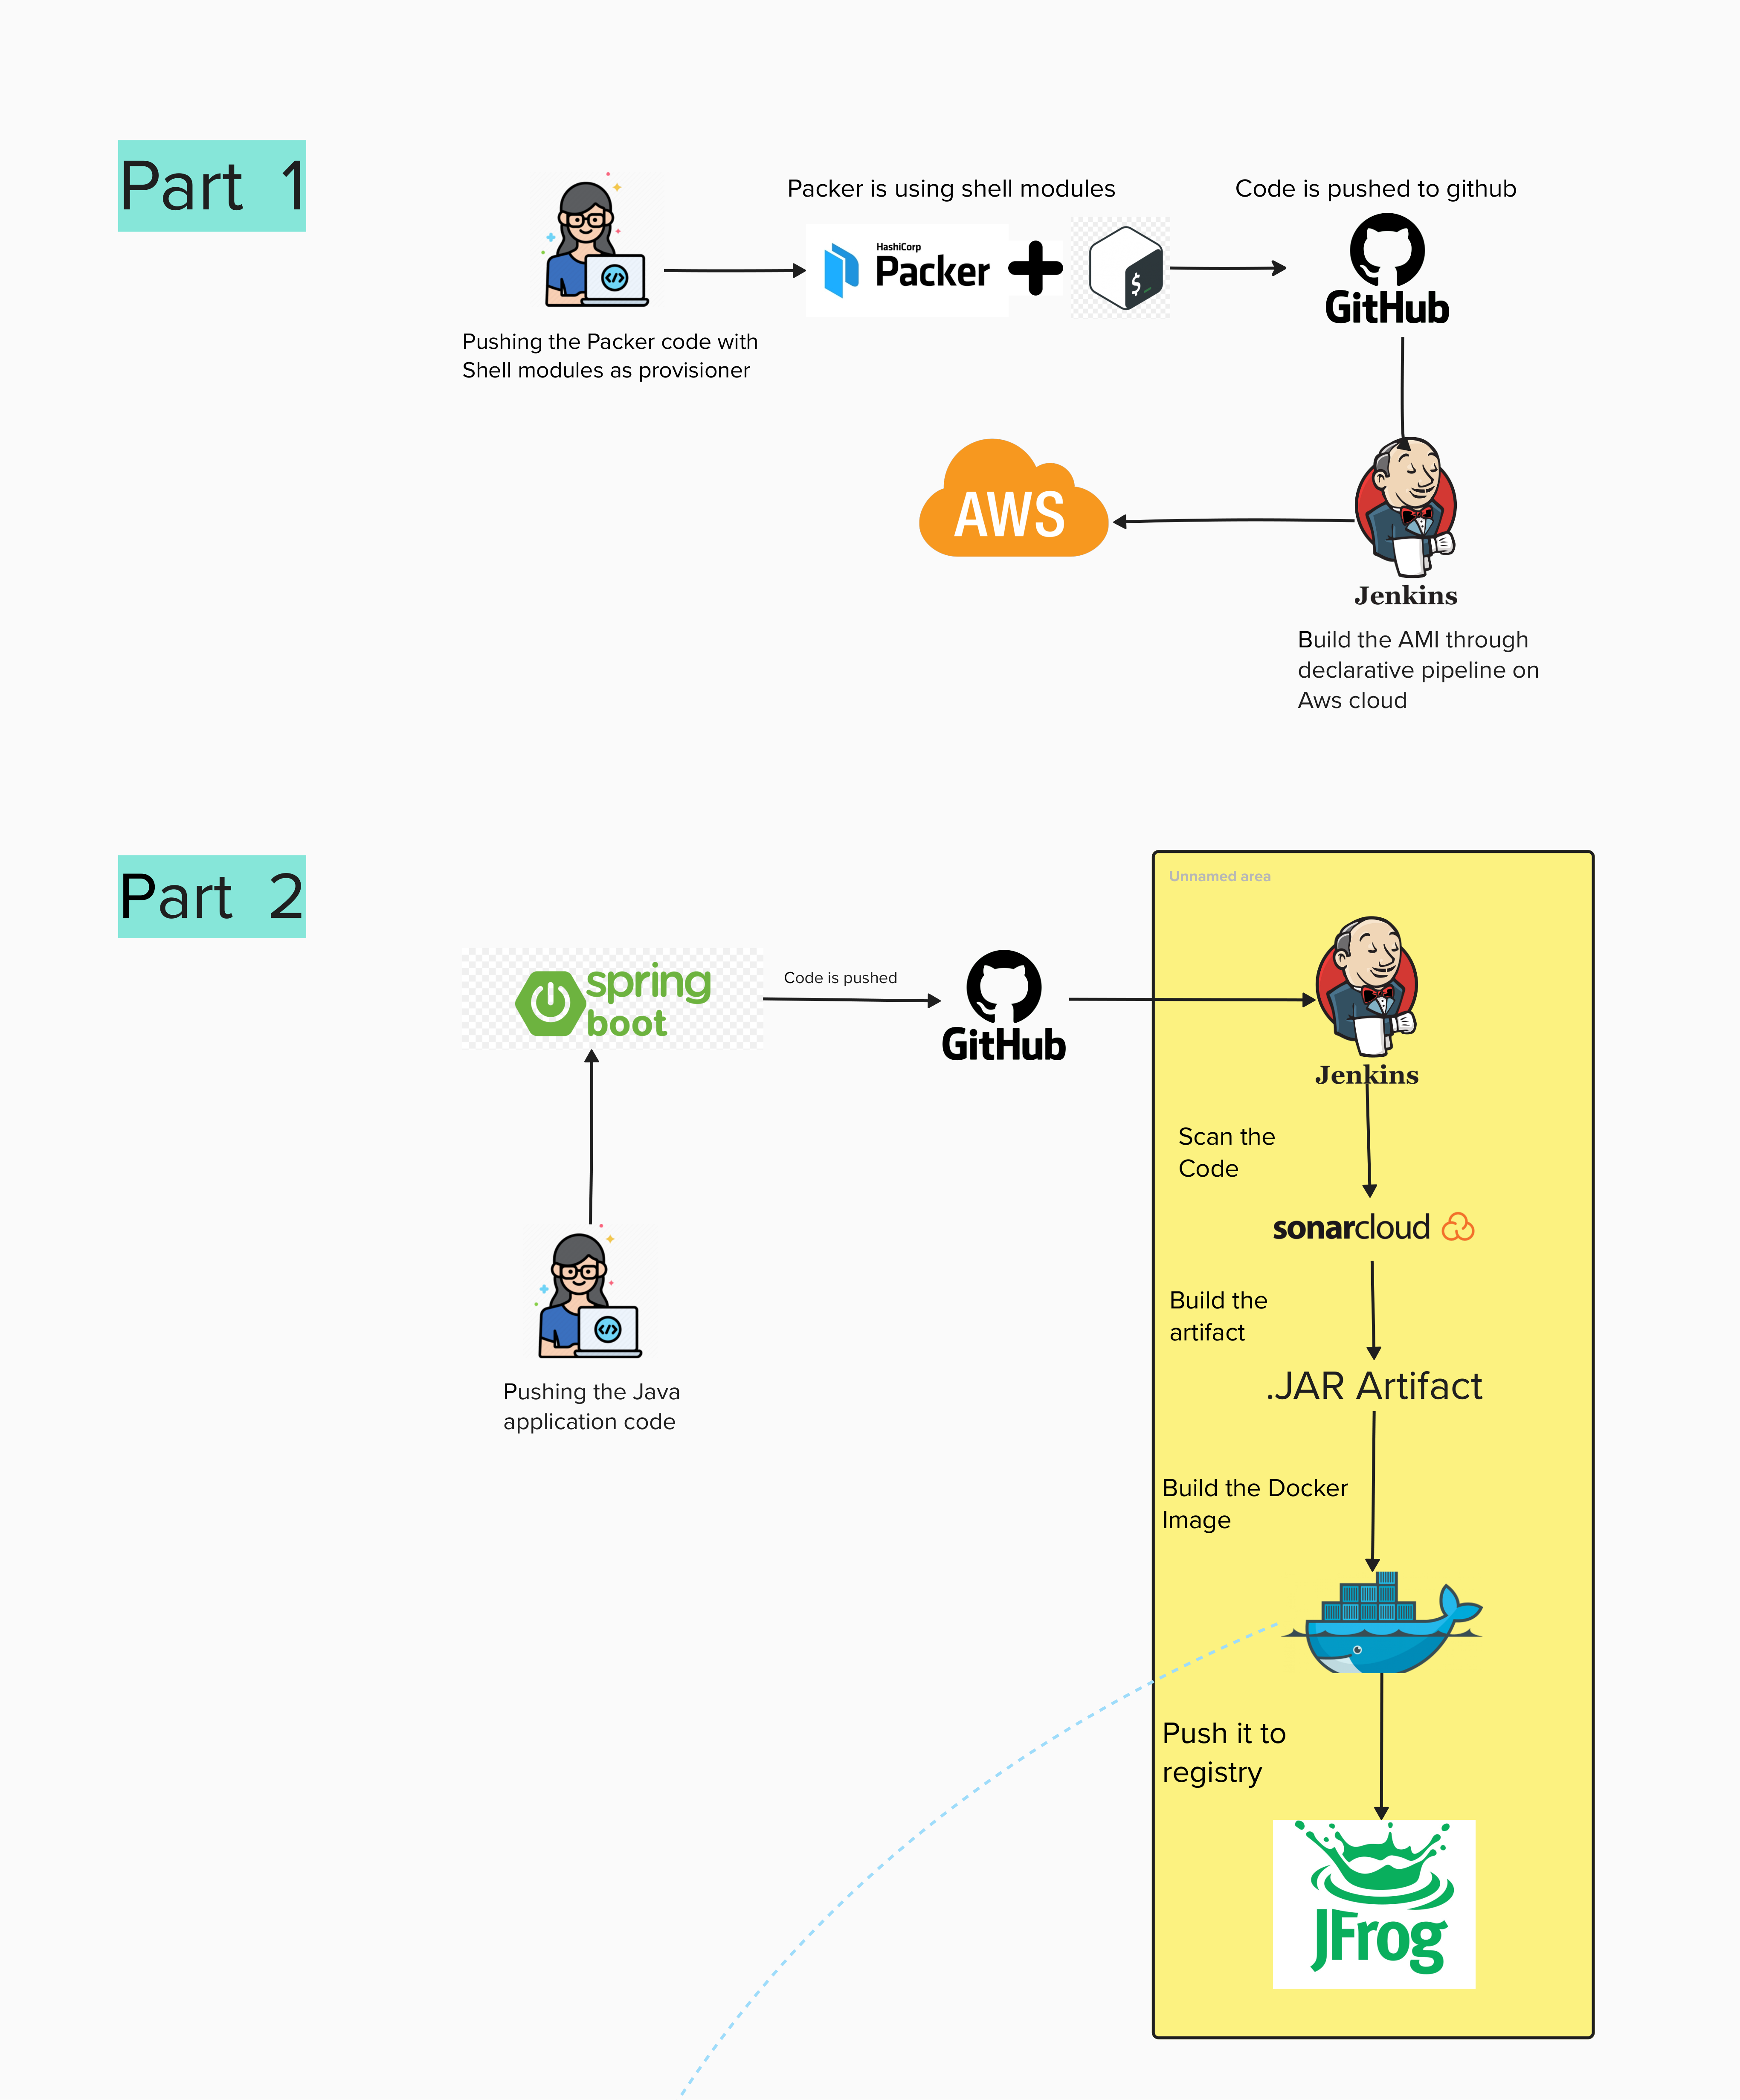 Part 1
Packer is using shell modules
Code is pushed to github
HashiCorp
Packer
$_
GitHub
Pushing the Packer code with
Shell modules as provisioner
AWS
Jenkins
Build the AMI through
declarative pipeline on
Aws cloud
Part 2
Unnamed area
spring
boot
Code is pushed
GitHub
Jenkins
Scan the
Code
sonarcloud
Build the
artifact
.JAR Artifact
</>
Pushing the Java
application code
Build the Docker
Image
Push it to
registry
JFrog